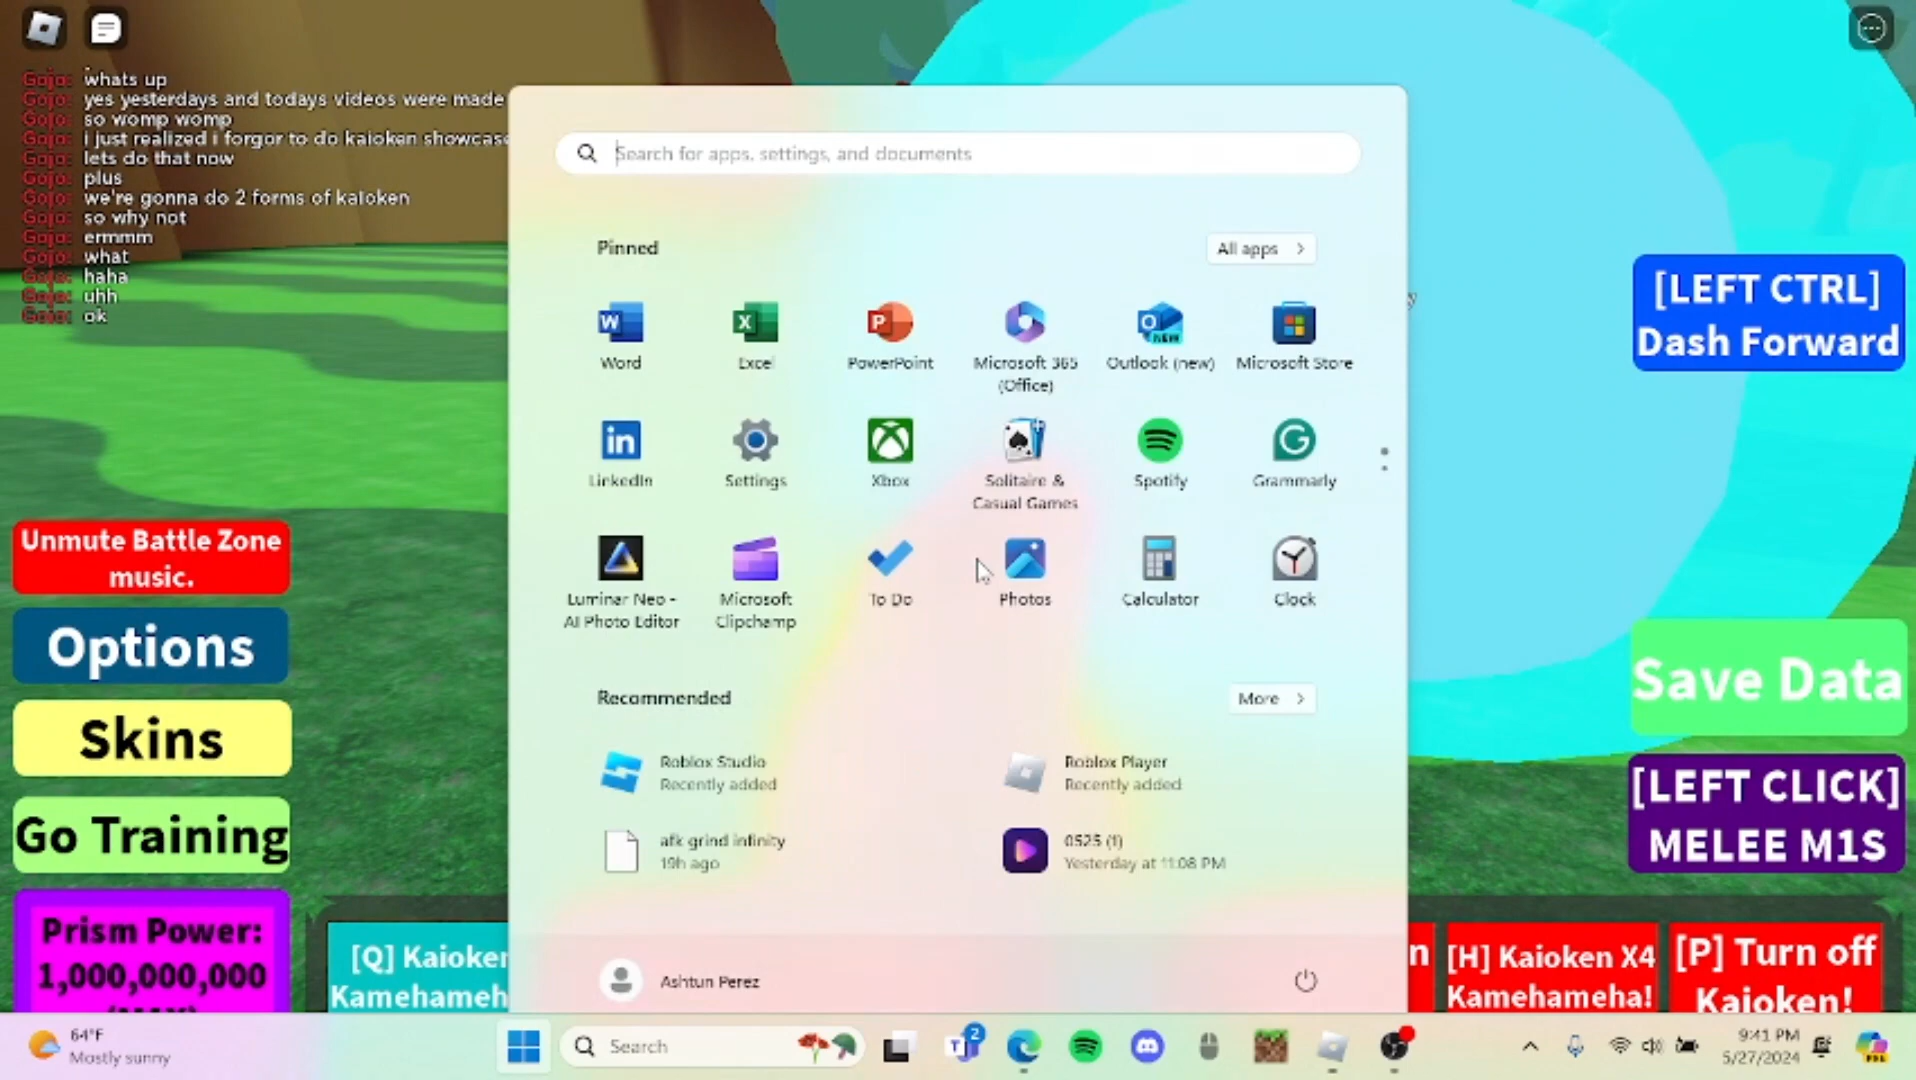 Gojo: whats up
Gojo: yes yesterdays and todays videos were made
Gojo: so womp womp
Gojo: i just realized i forgor to do kaioken showcase
Gojo: lets do that now
Gojo: plus
Gojo: we're gonna do 2 forms of kaioken
Gojo: so why not
Gojo: ermmm
Gojo: what
Gojo: haha
Gojo: uhh
Gojo: ok
Search for apps, settings, and documents
Pinned
All apps
Word
Excel
PowerPoint
Microsoft 365
(Office)
Outlook (new)
Microsoft Store
LinkedIn
Settings
Xbox
Solitaire &
Casual Games
Spotify
Grammarly
Luminar Neo -
AI Photo Editor
Microsoft
Clipchamp
To Do
Photos
Calculator
Clock
Recommended
More
Roblox Studio
Recently added
Roblox Player
Recently added
afk grind infinity
19h ago
0525 (1)
Yesterday at 11:08 PM
Ashtun Perez
[LEFT CTRL]
Dash Forward
Save Data
[LEFT CLICK]
MELEE M1S
Unmute Battle Zone
music.
Options
Skins
Go Training
Prism Power:
1,000,000,000
[Q] Kaioken
Kamehameh
n
[H] Kaioken X4
Kamehameha!
[P] Turn off
Kaioken!
64°F
Mostly sunny
Search
2
9:41 PM
5/27/2024